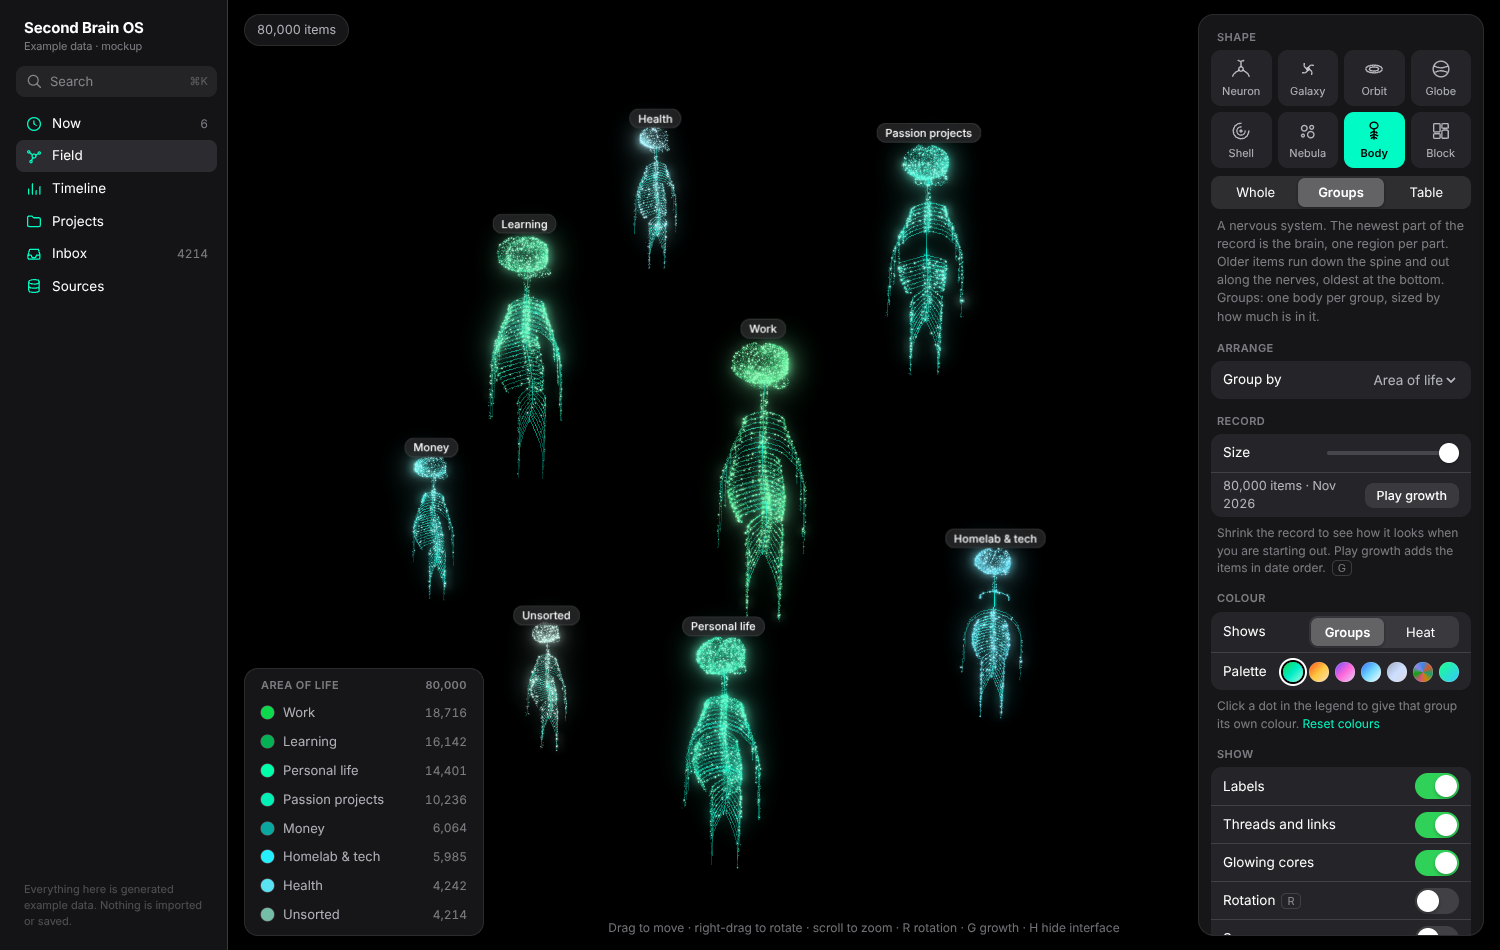 Second Brain OS
Example data · mockup
Search ⌘K
Now 6
Field
Timeline
Projects
Inbox 4214
Sources
Everything here is generated
example data. Nothing is imported
or saved.
80,000 items
Health
Passion projects
Learning
Work
Money
Homelab & tech
Unsorted
Personal life
AREA OF LIFE 80,000
Work 18,716
Learning 16,142
Personal life 14,401
Passion projects 10,236
Money 6,064
Homelab & tech 5,985
Health 4,242
Unsorted 4,214
Drag to move · right-drag to rotate · scroll to zoom · R rotation · G growth · H hide interface
SHAPE
Neuron Galaxy Orbit Globe
Shell Nebula Body Block
Whole Groups Table
A nervous system. The newest part of the
record is the brain, one region per part.
Older items run down the spine and out
along the nerves, oldest at the bottom.
Groups: one body per group, sized by
how much is in it.
ARRANGE
Group by Area of life
RECORD
Size
80,000 items · Nov
2026
Play growth
Shrink the record to see how it looks when
you are starting out. Play growth adds the
items in date order. G
COLOUR
Shows Groups Heat
Palette
Click a dot in the legend to give that group
its own colour. Reset colours
SHOW
Labels
Threads and links
Glowing cores
Rotation R